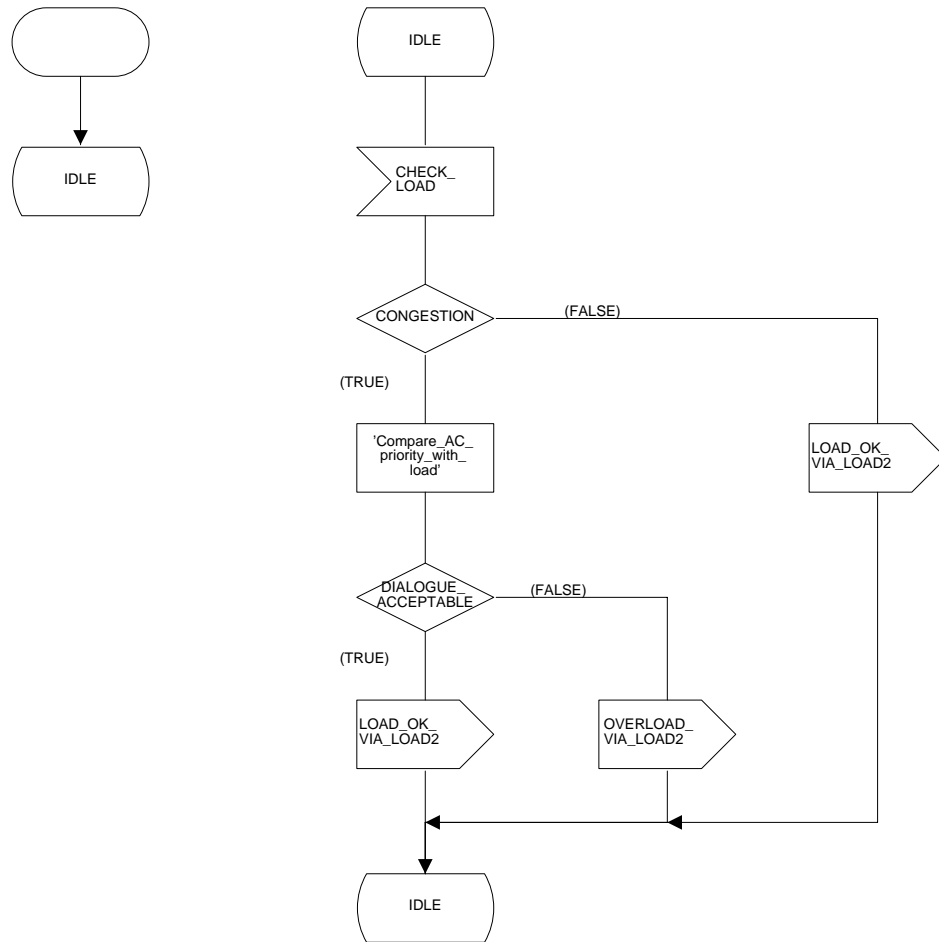 IDLE
IDLE
CHECK_
LOAD
CONGESTION
(FALSE)
(TRUE)
'Compare_AC_
priority_with_
load'
LOAD_OK_
VIA_LOAD2
DIALOGUE_
ACCEPTABLE
(FALSE)
(TRUE)
LOAD_OK_
VIA_LOAD2
OVERLOAD_
VIA_LOAD2
IDLE